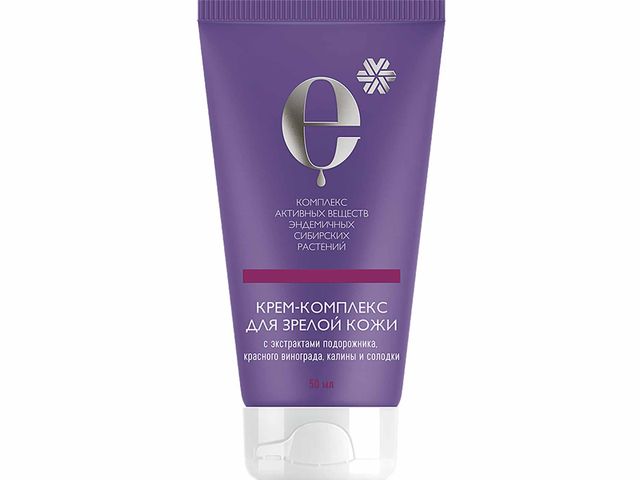 e
КОМПЛЕКС
АКТИВНЫХ ВЕЩЕСТВ
ЭНДЕМИЧНЫХ
СИБИРСКИХ
РАСТЕНИЙ
КРЕМ-КОМПЛЕКС
ДЛЯ ЗРЕЛОЙ КОЖИ
с экстрактами подорожника,
красного винограда, калины и солодки
50 мл